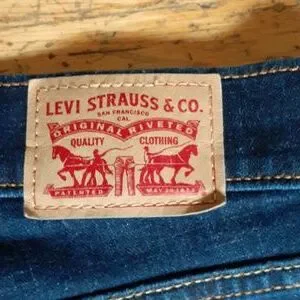 LEVI STRAUSS & CO.
SAN FRANCISCO
CAL.
ORIGINAL RIVETED
QUALITY CLOTHING
PATENTED MAY 20 1873